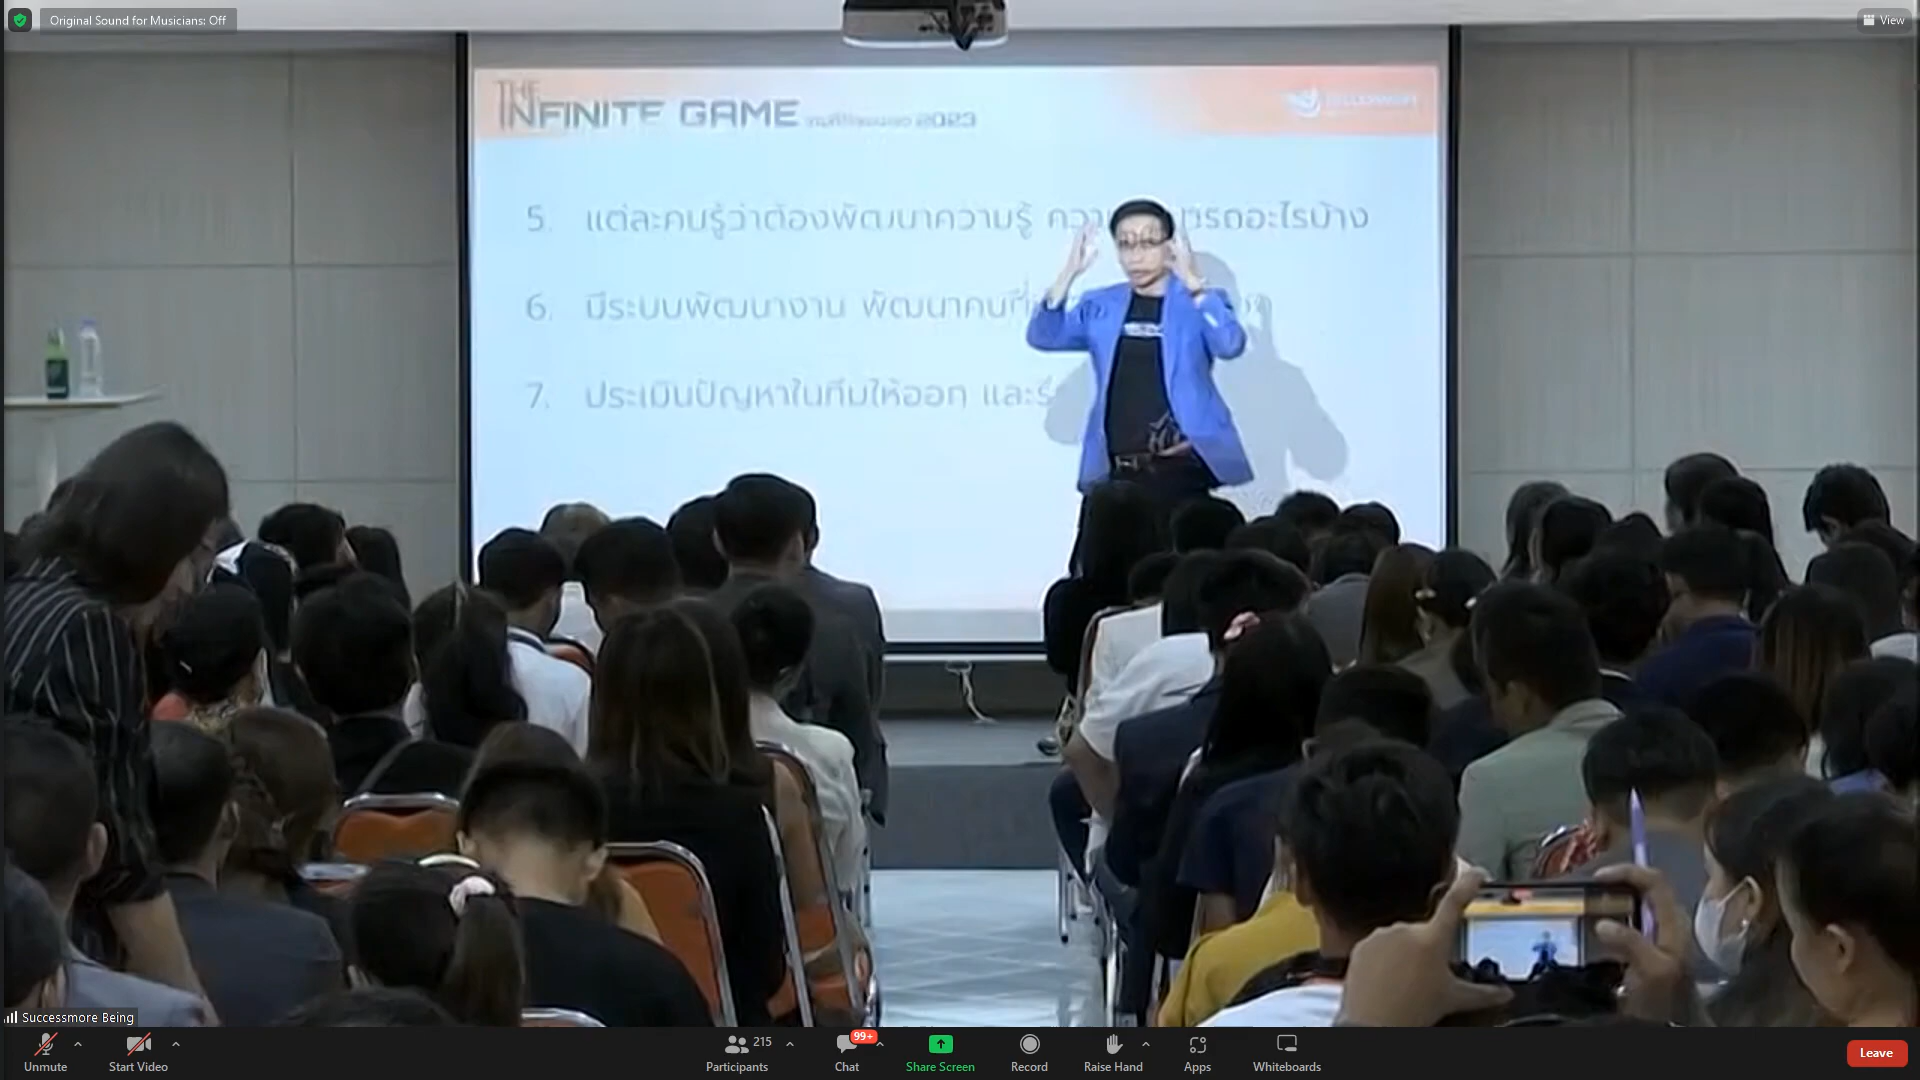 Original Sound for Musicians: Off
View
THE
INFINITE GAME
2023
5. แต่ละคนรู้ว่าต้องพัฒนาความรู้
อะไรบ้าง
6. มีระบบพัฒนางาน พัฒนาคนที่
7. ประเมินปัญหาในทีมให้ออก และ
Successmore Being
Unmute
Start Video
215
Participants
99+
Chat
Share Screen
Record
Raise Hand
Apps
Whiteboards
Leave